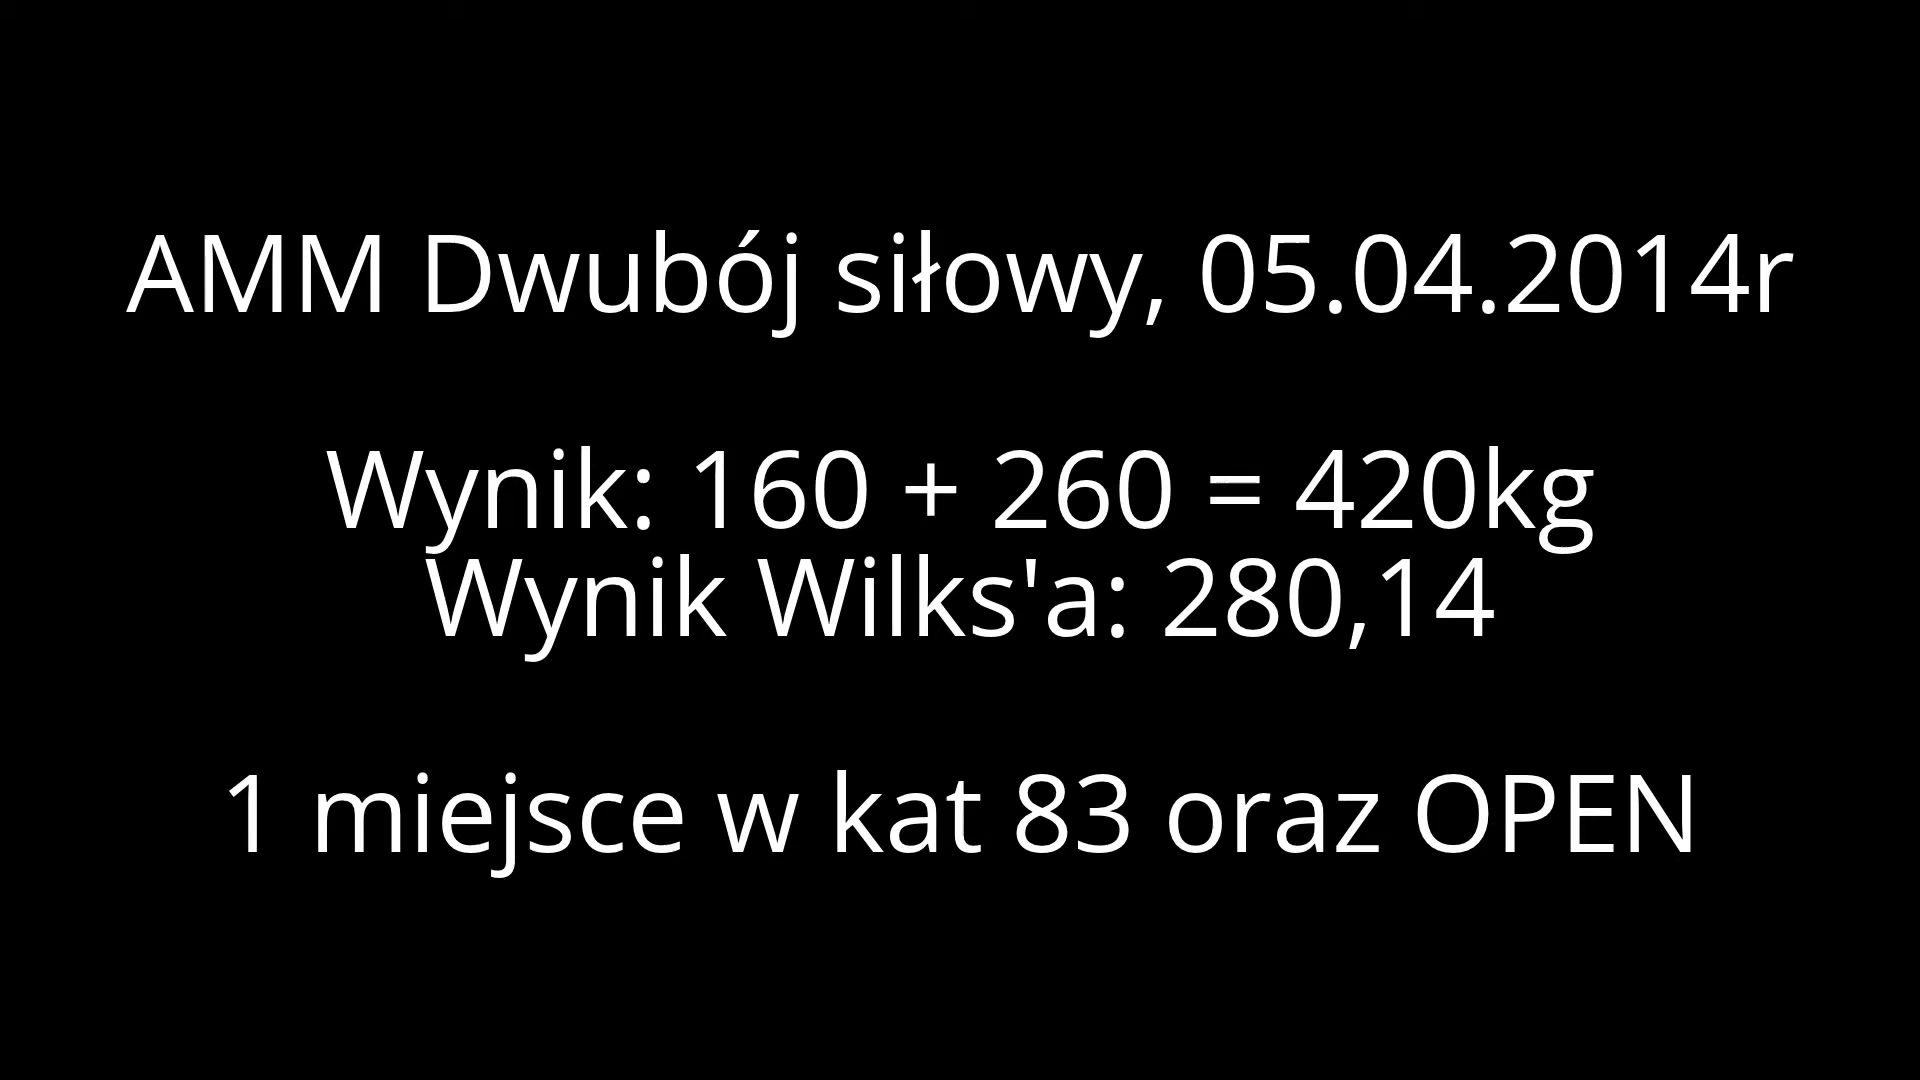 AMM Dwubój siłowy, 05.04.2014r
Wynik: 160 + 260 = 420kg
Wynik Wilks'a: 280,14
1 miejsce w kat 83 oraz OPEN